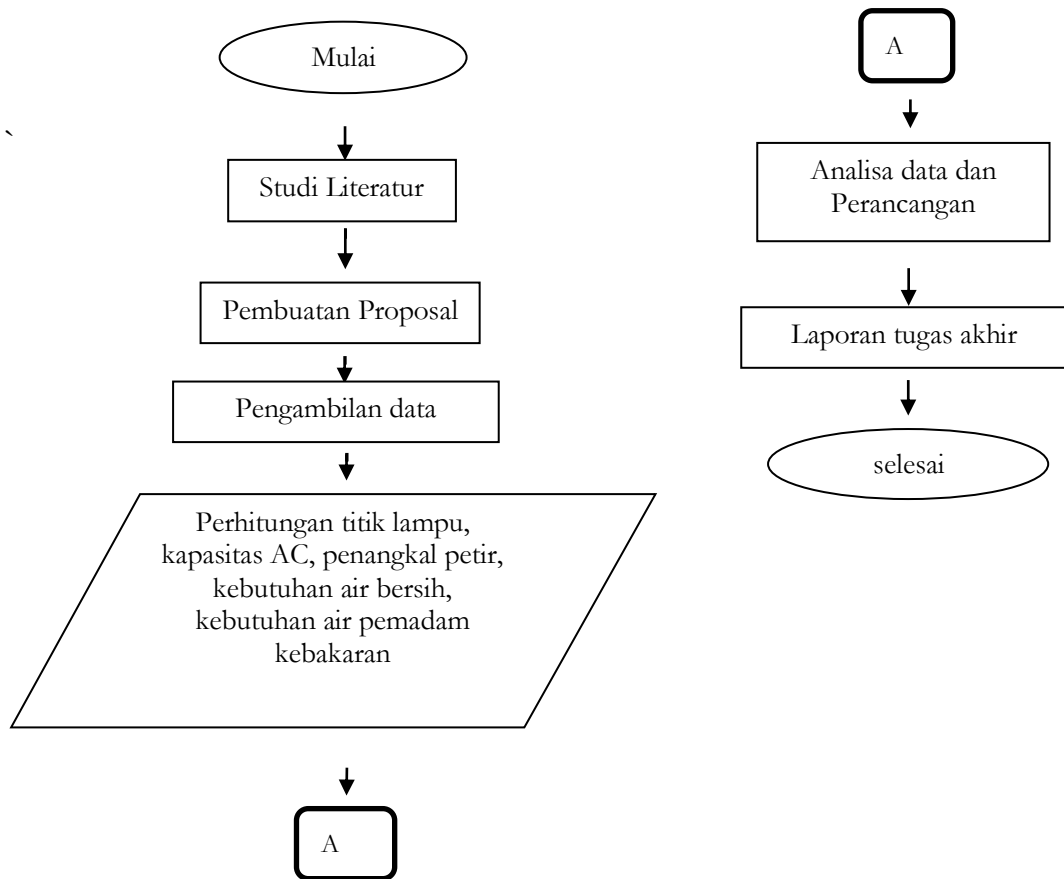 Mulai
`
Studi Literatur
Pembuatan Proposal
Pengambilan data
Perhitungan titik lampu,
kapasitas AC, penangkal petir,
kebutuhan air bersih,
kebutuhan air pemadam
kebakaran
A
A
Analisa data dan
Perancangan
Laporan tugas akhir
selesai